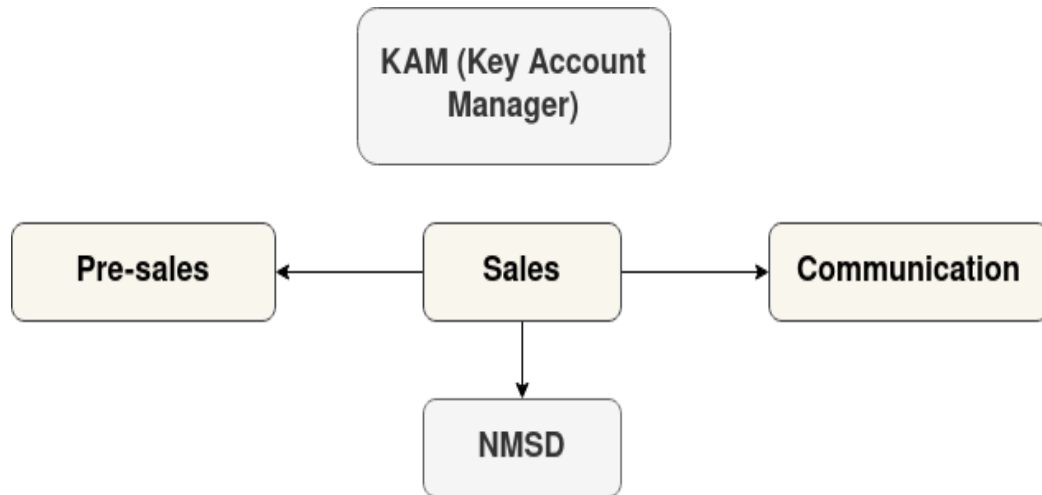 KAM (Key Account
Manager)
Pre-sales
Sales
Communication
NMSD